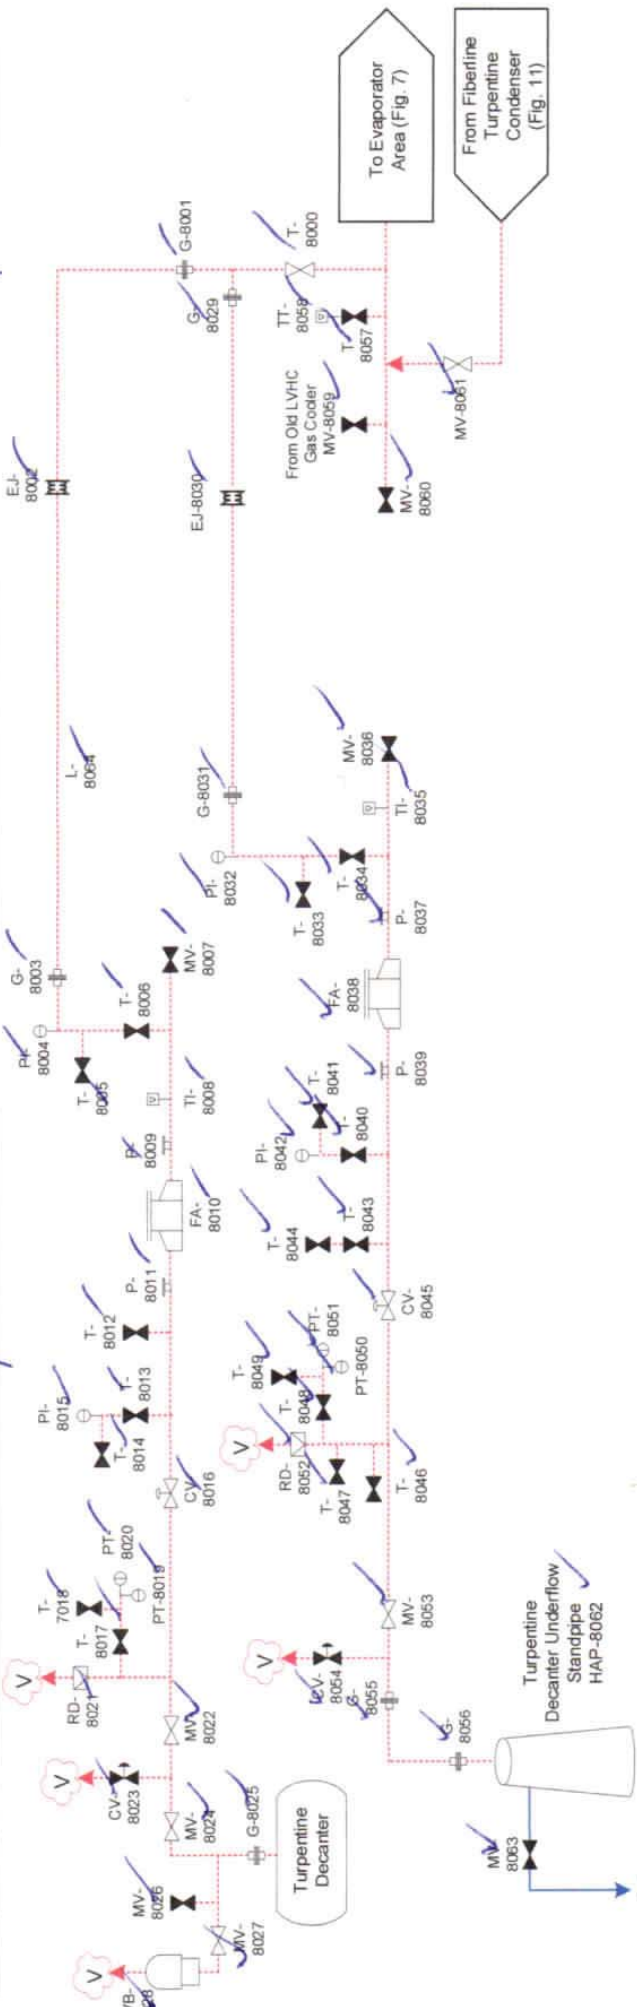 EJ-
8002
L-
8064
G-
8003
PI-
8004
T-
8005
T-
8006
MV-
8007
TI-
8008
P-
8009
FA-
8010
P-
8011
T-
8012
T-
8013
T-
8014
PI-
8015
CV-
8016
T-
8017
T-
7018
PT-8019
PT-
8020
RD-
8021
V
MV-
8022
CV-
8023
V
MV-
8024
G-8025
MV-
8026
MV-
8027
V
Turpentine
Decanter
G-8001
G-
8029
T-
8000
EJ-8030
G-8031
PI-
8032
T-
8033
T-
8034
TI-
8035
MV-
8036
P-
8037
FA-
8038
P-
8039
T-
8040
T-
8041
PI-
8042
T-
8043
T-
8044
CV-
8045
T-
8046
T-
8047
T-
8048
T-
8049
PT-8050
PT-
8051
RD-
8052
V
MV-
8053
CV-
8054
V
G-
8055
G-
8056
Turpentine
Decanter Underflow
Standpipe
HAP-8062
MV-
8063
TT-
8058
T-
8057
From Old LVHC
Gas Cooler
MV-8059
MV-
8060
MV-8061
To Evaporator
Area (Fig. 7)
From Fiberline
Turpentine
Condenser
(Fig. 11)